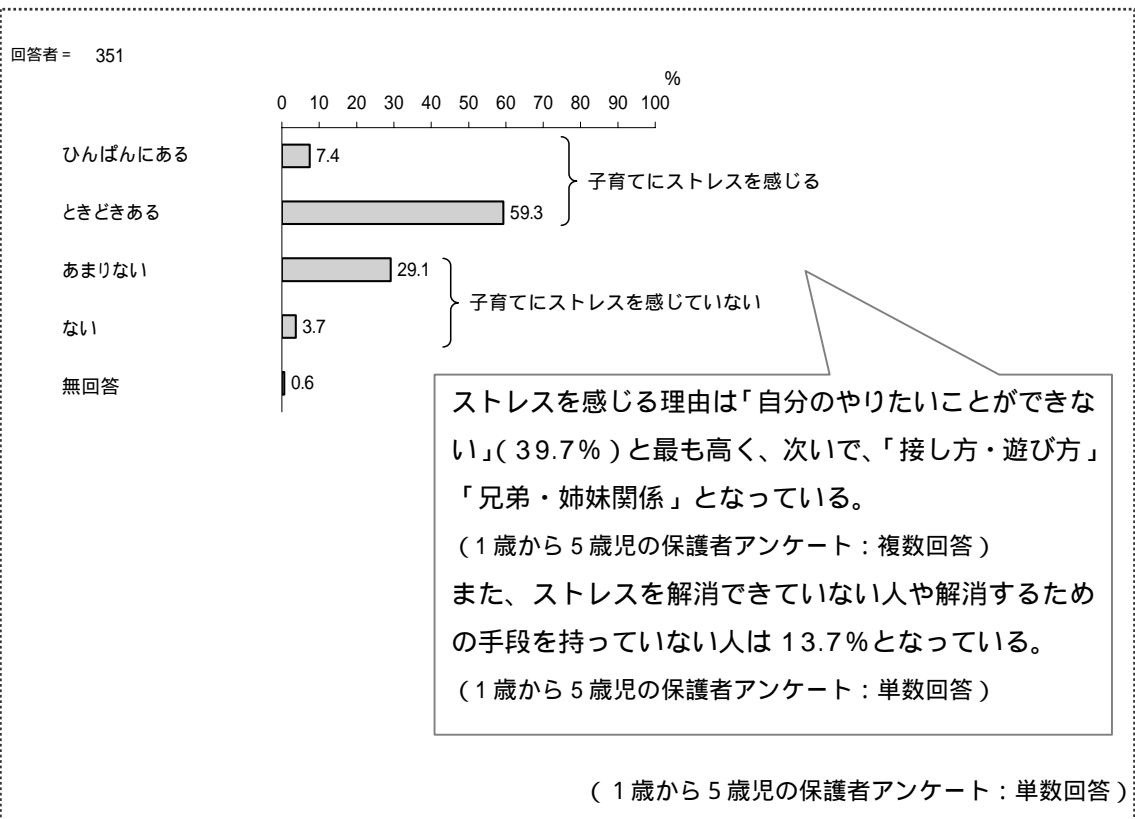 回答者＝ 351
%
0 10 20 30 40 50 60 70 80 90 100
ひんぱんにある 7.4
子育てにストレスを感じる
ときどきある 59.3
あまりない 29.1
子育てにストレスを感じていない
ない 3.7
無回答 0.6
ストレスを感じる理由は「自分のやりたいことができな
い」(39.7%)と最も高く、次いで、「接し方・遊び方」
「兄弟・姉妹関係」となっている。
(1歳から5歳児の保護者アンケート：複数回答)
また、ストレスを解消できていない人や解消するため
の手段を持っていない人は 13.7%となっている。
(1歳から5歳児の保護者アンケート：単数回答)
(1歳から5歳児の保護者アンケート：単数回答)